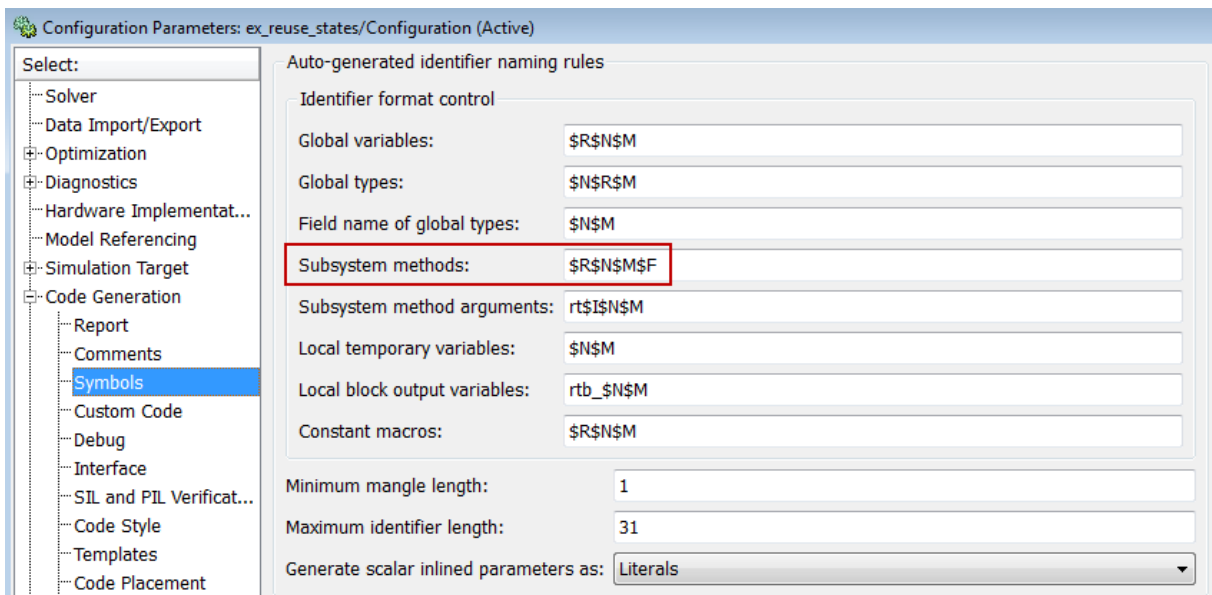 Configuration Parameters: ex_reuse_states/Configuration (Active)
Select:
Solver
Data Import/Export
Optimization
Diagnostics
Hardware Implementat...
Model Referencing
Simulation Target
Code Generation
Report
Comments
Symbols
Custom Code
Debug
Interface
SIL and PIL Verificat...
Code Style
Templates
Code Placement
Auto-generated identifier naming rules
Identifier format control
Global variables: $R$N$M
Global types: $N$R$M
Field name of global types: $N$M
Subsystem methods: $R$N$M$F
Subsystem method arguments: rt$I$N$M
Local temporary variables: $N$M
Local block output variables: rtb_$N$M
Constant macros: $R$N$M
Minimum mangle length: 1
Maximum identifier length: 31
Generate scalar inlined parameters as: Literals